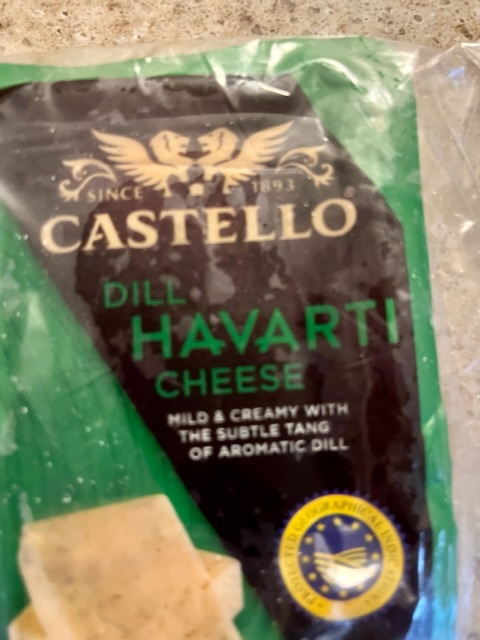 SINCE 1893
CASTELLO®
DILL
HAVARTI
CHEESE
MILD & CREAMY WITH
THE SUBTLE TANG
OF AROMATIC DILL
PROTECTED GEOGRAPHICAL INDICATION